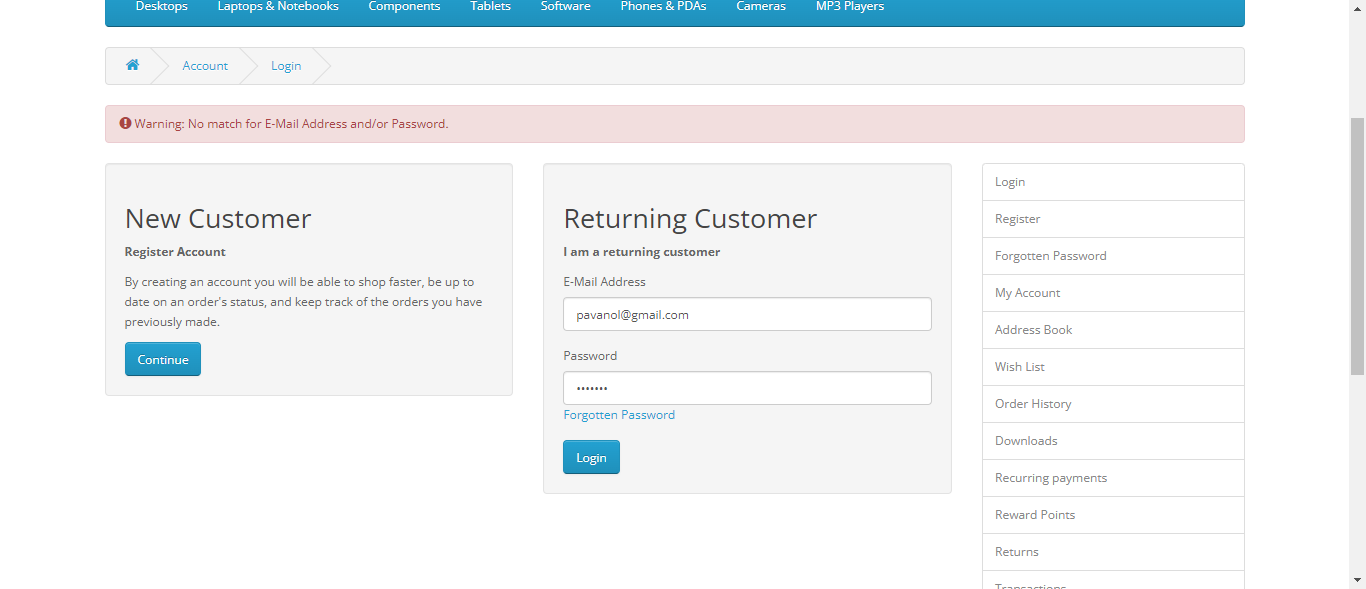 Desktops Laptops & Notebooks Components Tablets Software Phones & PDAs Cameras MP3 Players
Account Login
Warning: No match for E-Mail Address and/or Password.
New Customer
Register Account
By creating an account you will be able to shop faster, be up to
date on an order's status, and keep track of the orders you have
previously made.
Continue
Returning Customer
I am a returning customer
E-Mail Address
pavanol@gmail.com
Password
•••••••
Forgotten Password
Login
Login
Register
Forgotten Password
My Account
Address Book
Wish List
Order History
Downloads
Recurring payments
Reward Points
Returns
Transactions